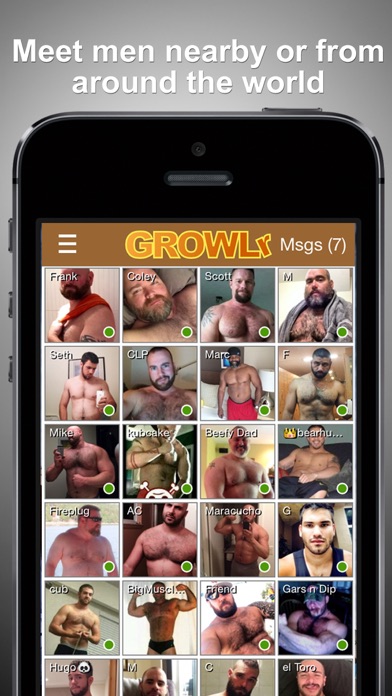 Meet men nearby or from
around the world
GROWLr Msgs (7)
Frank Coley Scott M
Seth CLP Marc F
Mike kubcake Beefy Dad 👑bearhu...
Fireplug AC Maracucho G
cub BigMuscl... Friend Gars n Dip
Hugo🐼 M C el Toro